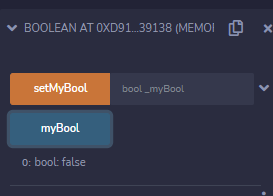 BOOLEAN AT 0XD91...39138 (MEMOI
setMyBool bool _myBool
myBool
0: bool: false